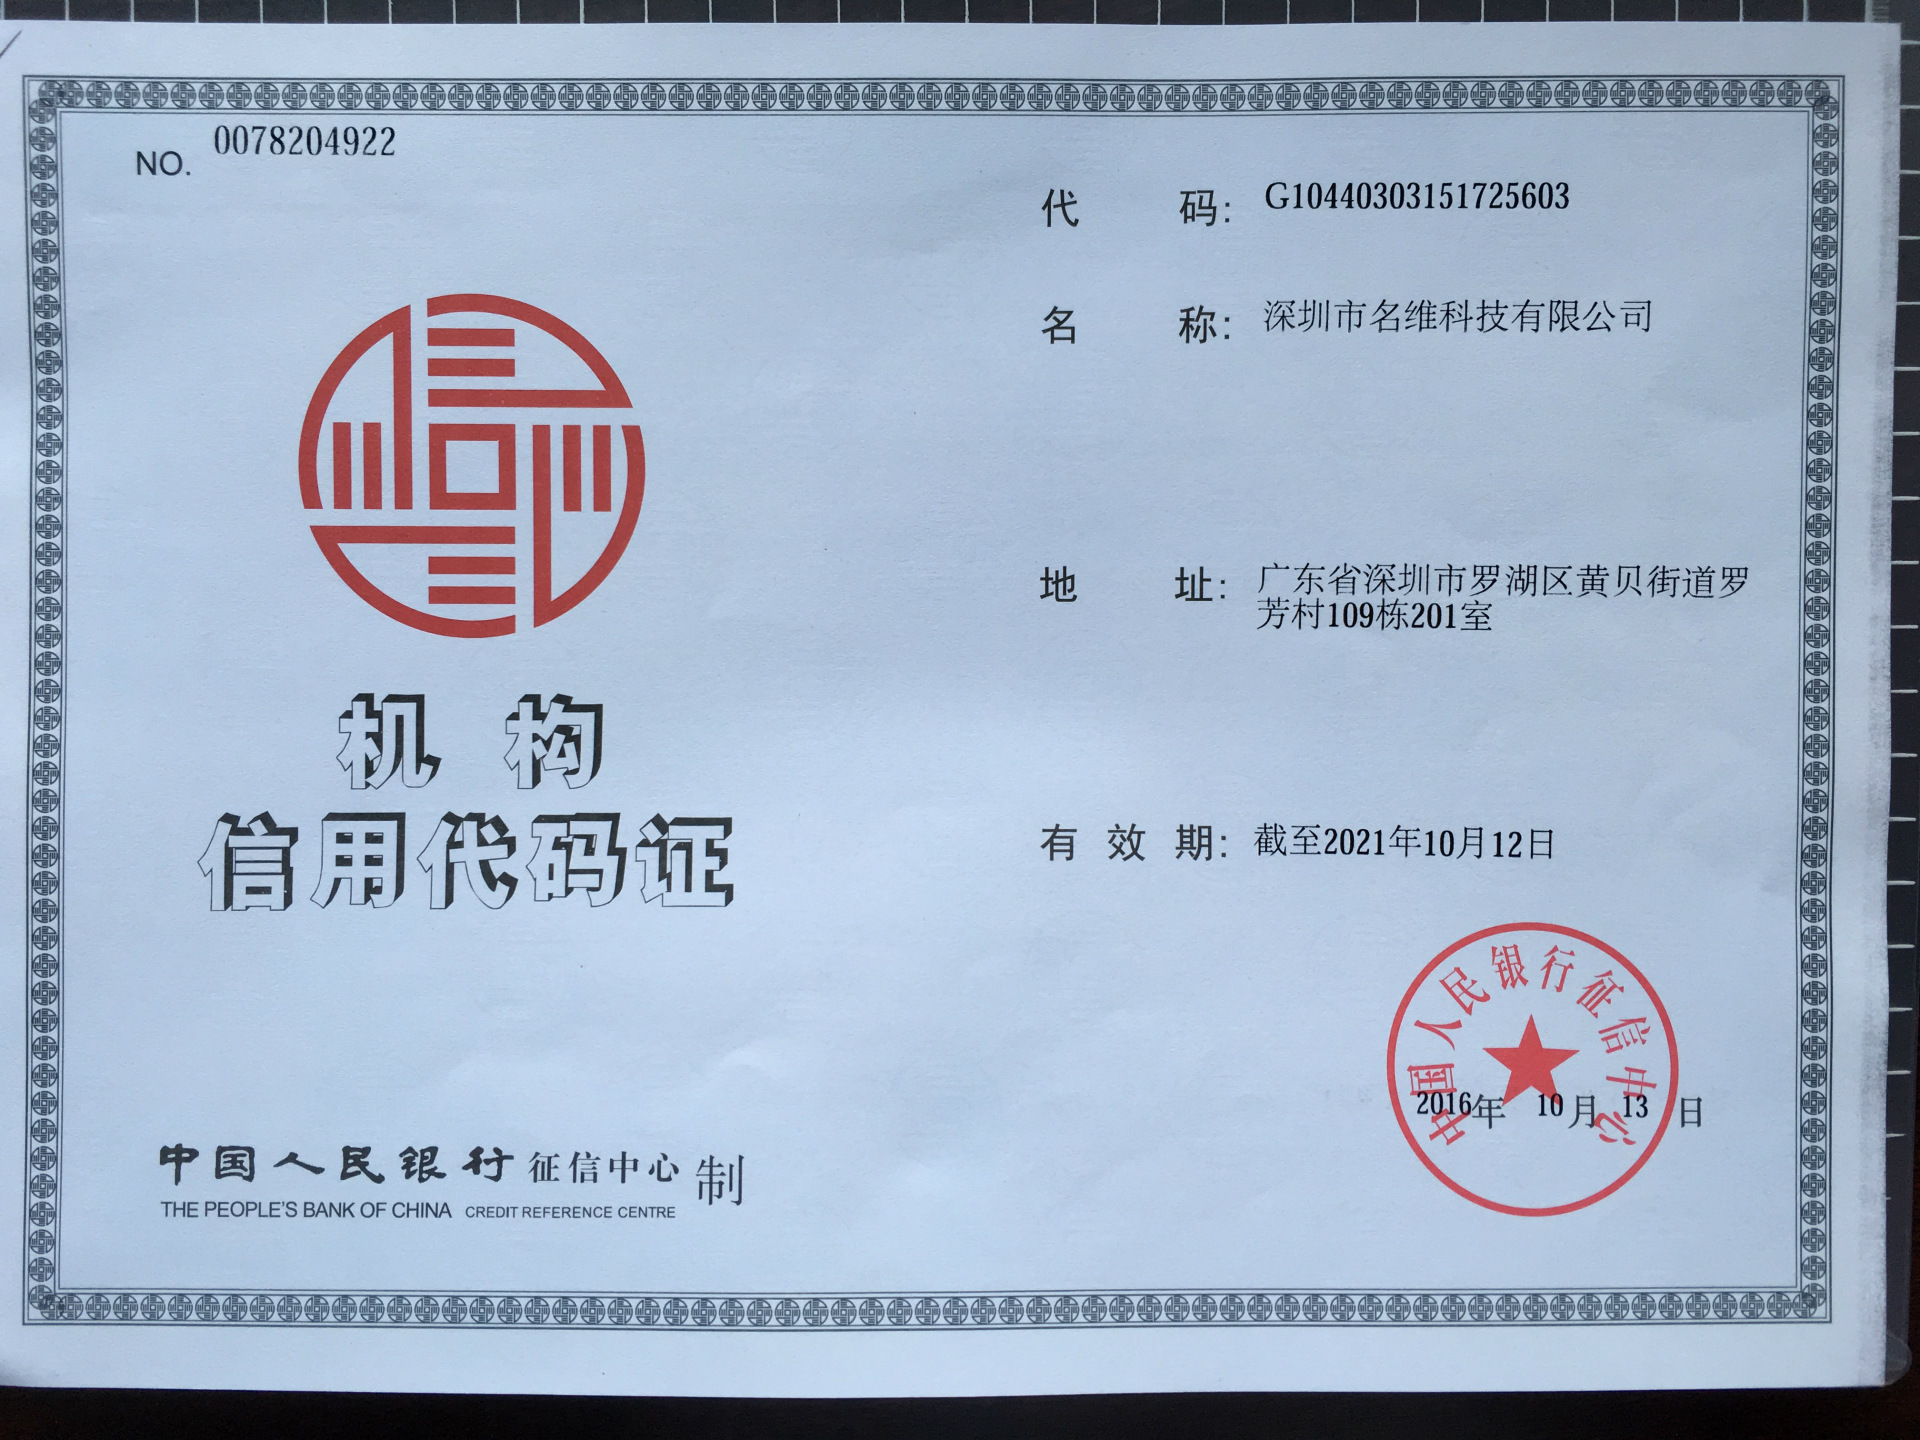 NO. 0078204922
代 码: G10440303151725603
名 称: 深圳市名维科技有限公司
地 址: 广东省深圳市罗湖区黄贝街道罗
芳村109栋201室
有 效 期: 截至2021年10月12日
机 构
信用代码证
中国人民银行征信中心
2016年 10月 13日
中国人民银行 征信中心 制
THE PEOPLE'S BANK OF CHINA CREDIT REFERENCE CENTRE